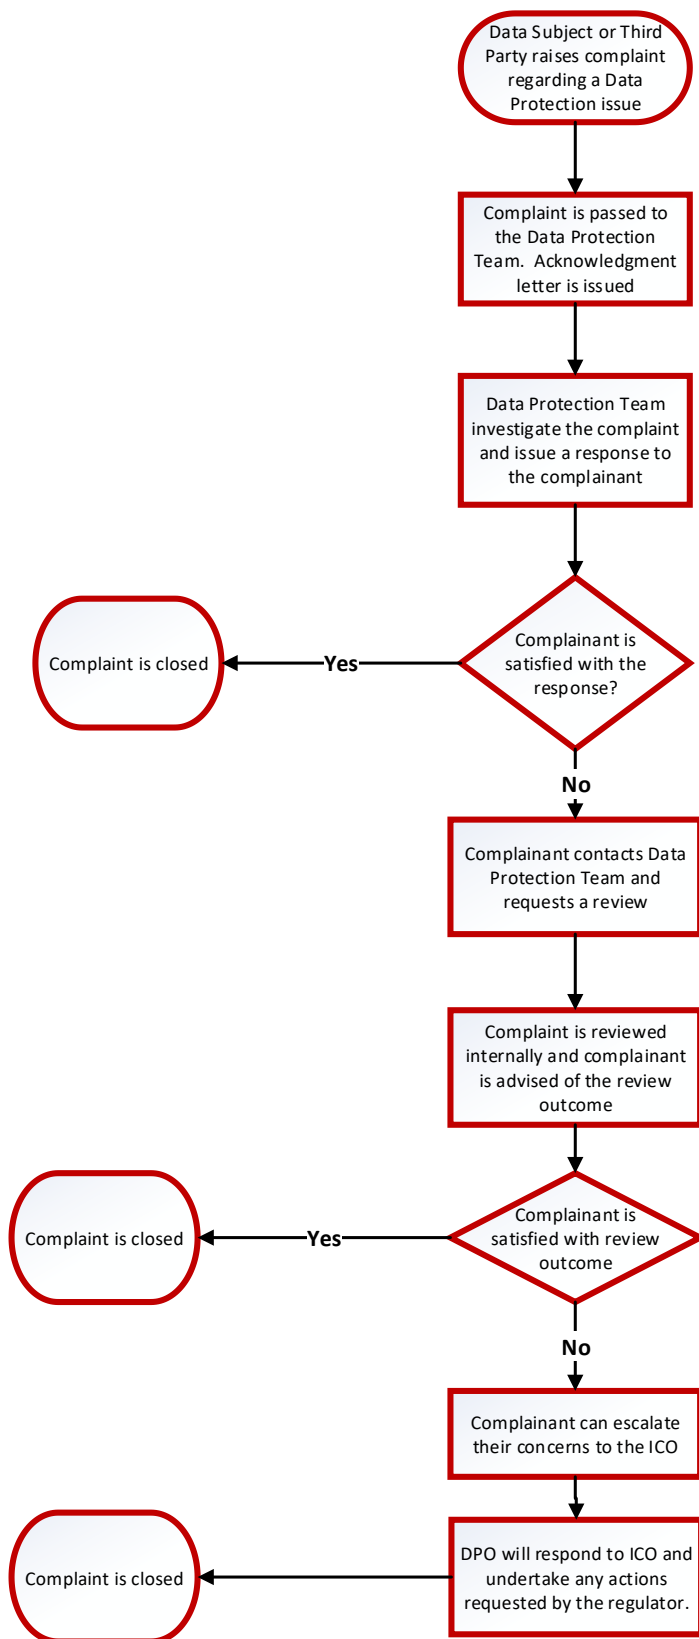 Data Subject or Third
Party raises complaint
regarding a Data
Protection issue
Complaint is passed to
the Data Protection
Team.  Acknowledgment
letter is issued
Data Protection Team
investigate the complaint
and issue a response to
the complainant
Complainant is
satisfied with the
response?
Yes
Complaint is closed
No
Complainant contacts Data
Protection Team and
requests a review
Complaint is reviewed
internally and complainant
is advised of the review
outcome
Complainant is
satisfied with review
outcome
Yes
Complaint is closed
No
Complainant can escalate
their concerns to the ICO
DPO will respond to ICO and
undertake any actions
requested by the regulator.
Complaint is closed